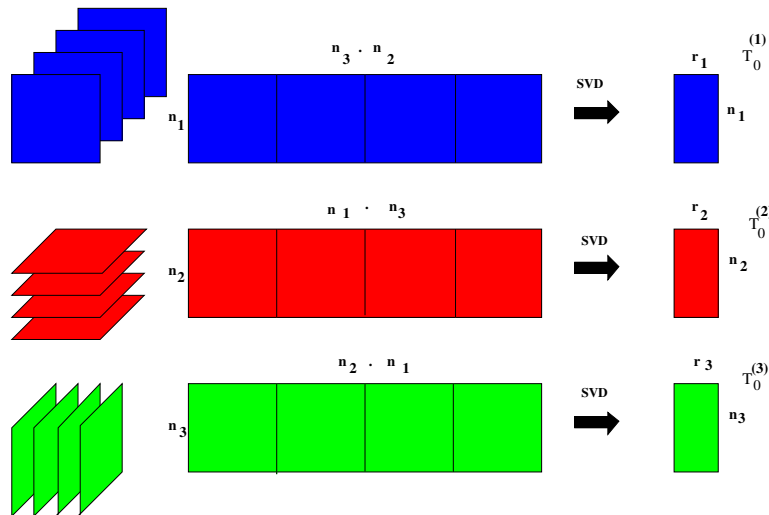 n3 · n2
r1
T0(1)
SVD
n1
n1
n1 · n3
r2
T0(2)
SVD
n2
n2
n2 · n1
r3
T0(3)
SVD
n3
n3